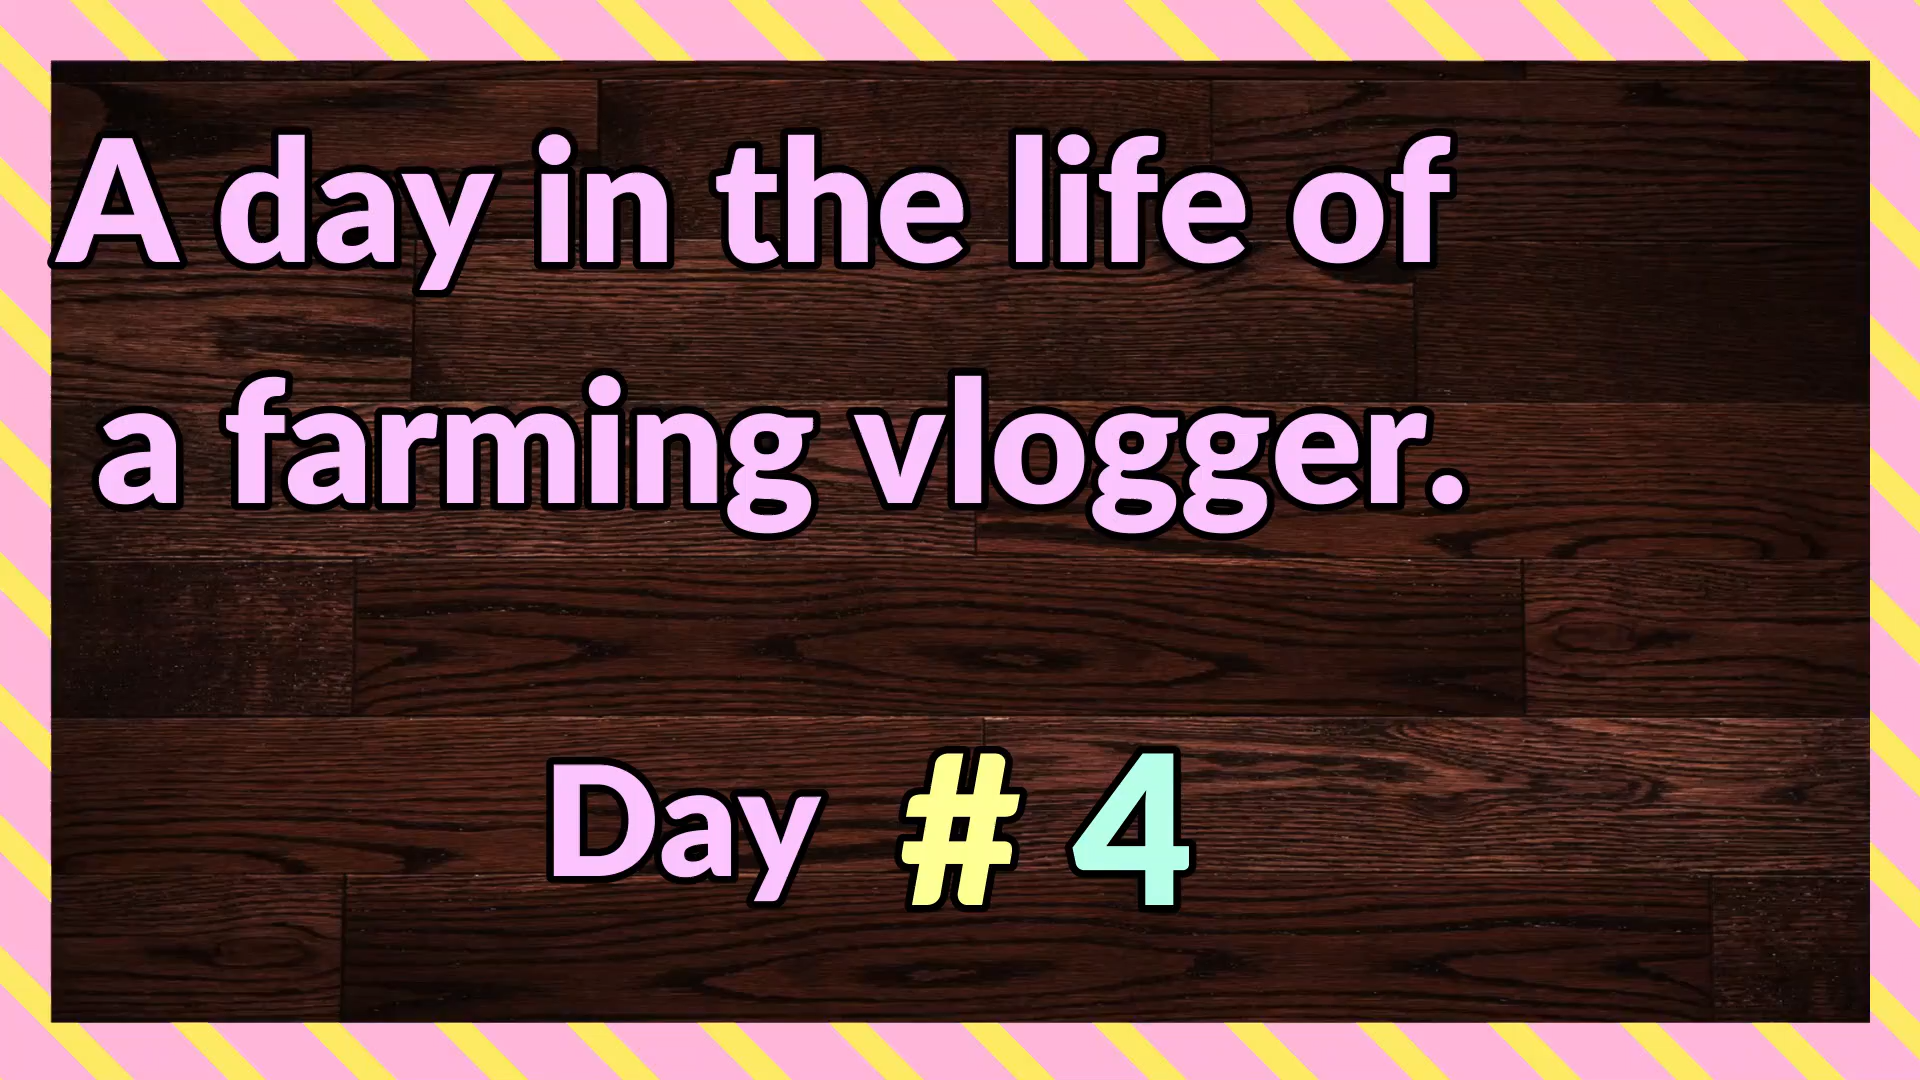 A day in the life of
a farming vlogger.
Day # 4